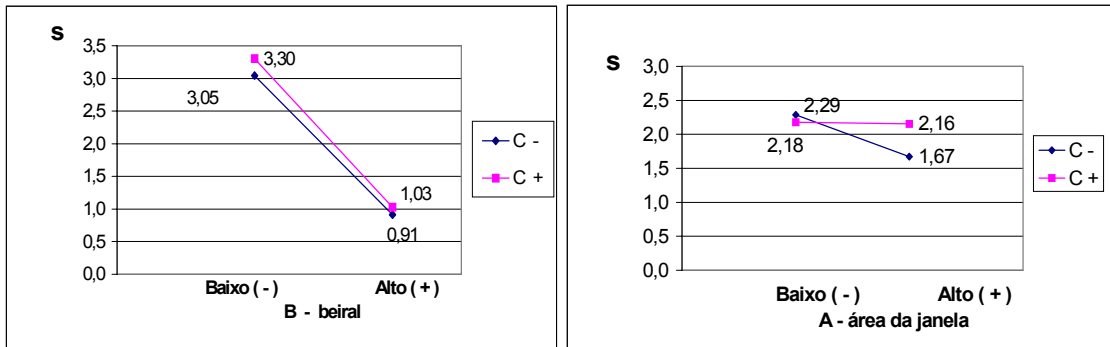 s
3,5
3,0
2,5
2,0
1,5
1,0
0,5
0,0
3,30
3,05
1,03
0,91
Baixo ( - ) Alto ( + )
B - beiral
C -
C +
s
3,0
2,5
2,0
1,5
1,0
0,5
0,0
2,29
2,18
2,16
1,67
Baixo ( - ) Alto ( + )
A - área da janela
C -
C +